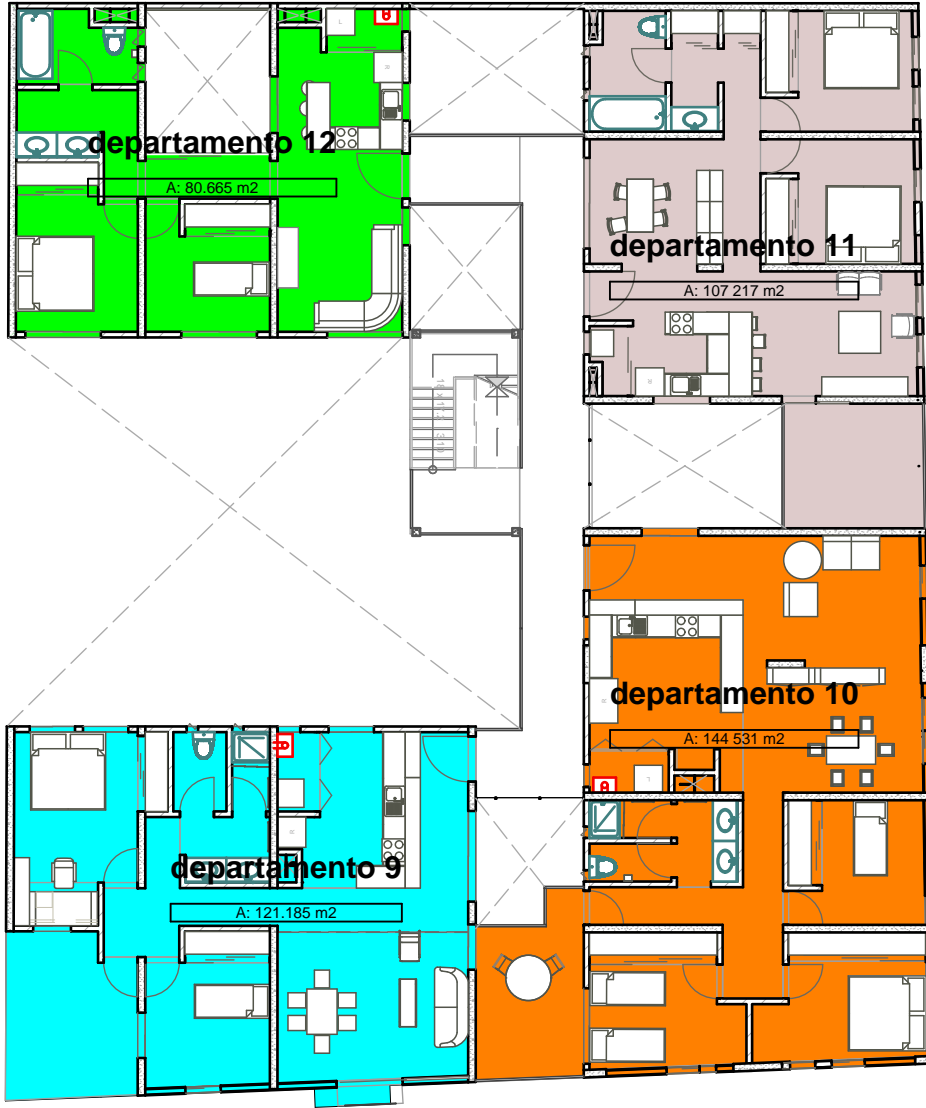 departamento 12
A: 80.665 m2
departamento 11
A: 107 217 m2
departamento 10
A: 144 531 m2
departamento 9
A: 121.185 m2